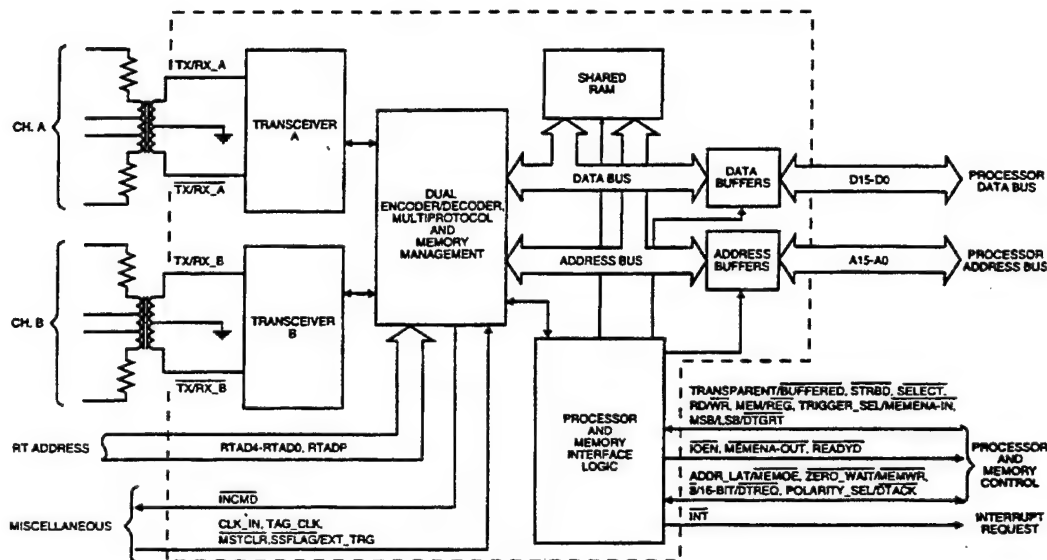 CH. A
TX/RX_A
TX/RX_A
TRANSCEIVER
A
CH. B
TX/RX_B
TX/RX_B
TRANSCEIVER
B
DUAL
ENCODER/DECODER,
MULTIPROTOCOL
AND
MEMORY
MANAGEMENT
SHARED
RAM
DATA BUS
DATA
BUFFERS
D15-D0
PROCESSOR
DATA BUS
ADDRESS BUS
ADDRESS
BUFFERS
A15-A0
PROCESSOR
ADDRESS BUS
PROCESSOR
AND
MEMORY
INTERFACE
LOGIC
TRANSPARENT/BUFFERED, STRBD, SELECT,
RD/WR, MEM/REG, TRIGGER_SEL/MEMENA-IN,
MSB/LSB/DTGRT
IOEN, MEMENA-OUT, READYD
ADDR_LAT/MEMOE, ZERO_WAIT/MEMWR,
8/16-BIT/DTREQ, POLARITY_SEL/DTACK
PROCESSOR
AND
MEMORY
CONTROL
INT
INTERRUPT
REQUEST
RT ADDRESS
RTAD4-RTAD0, RTADP
MISCELLANEOUS
INCMD
CLK_IN, TAG_CLK,
MSTCLR,SSFLAG/EXT_TRG